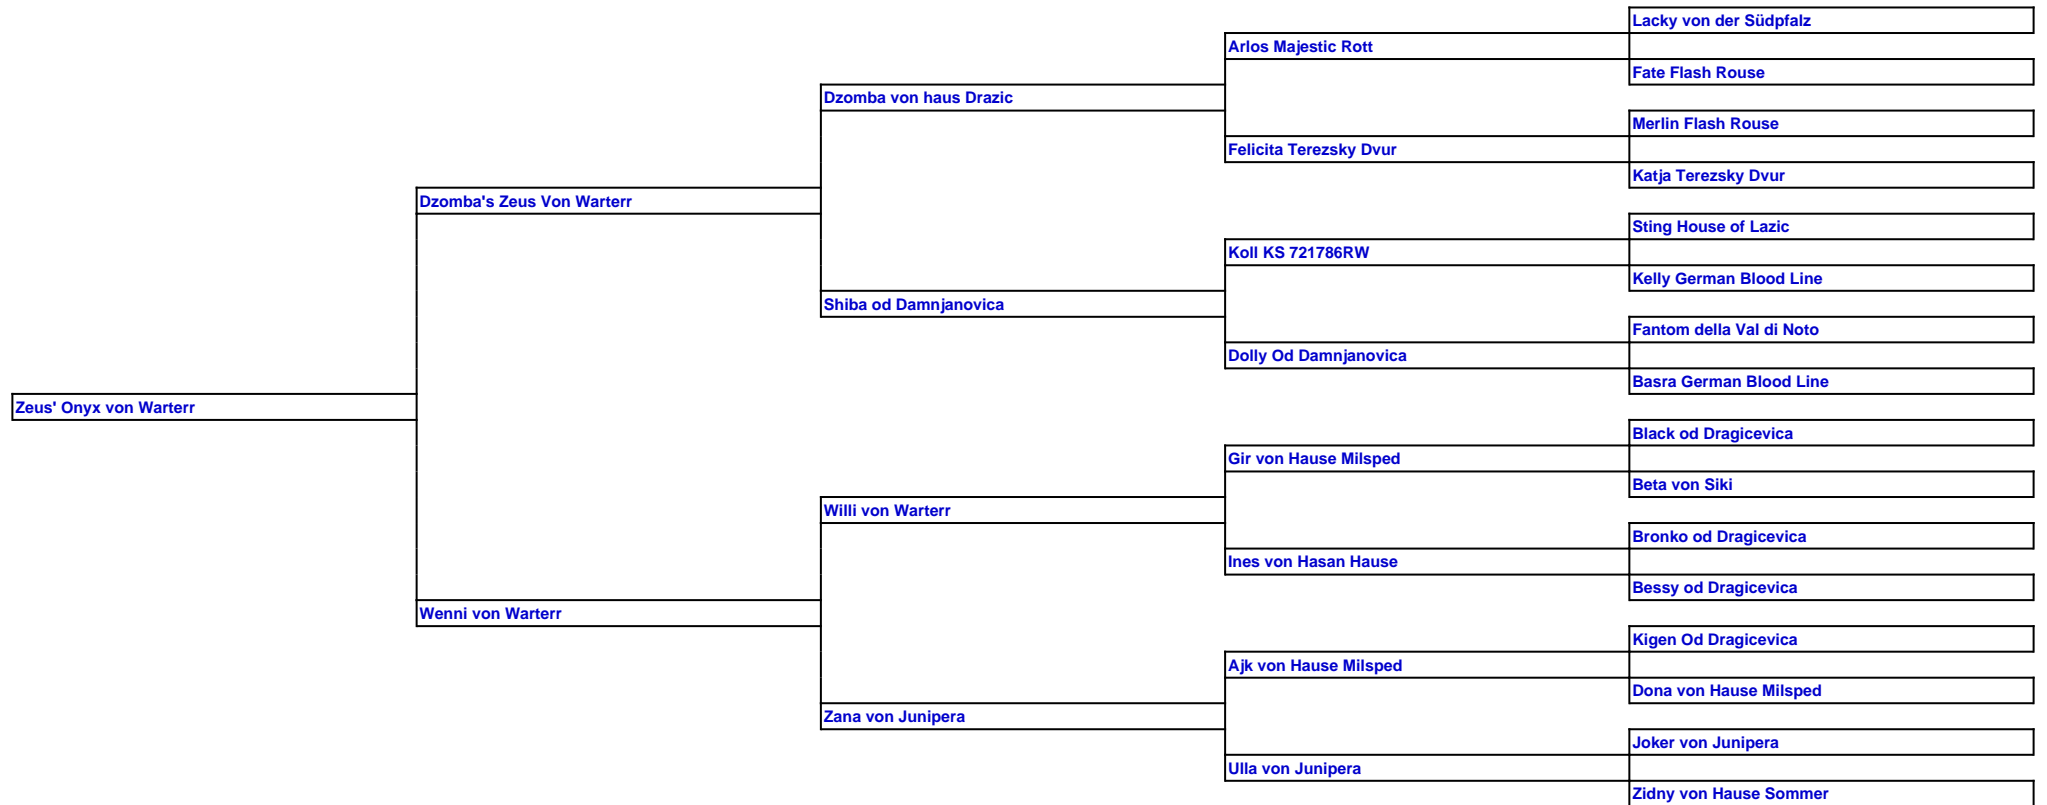 Lacky von der Südpfalz
Arlos Majestic Rott
Fate Flash Rouse
Dzomba von haus Drazic
Merlin Flash Rouse
Felicita Terezsky Dvur
Katja Terezsky Dvur
Dzomba's Zeus Von Warterr
Sting House of Lazic
Koll KS 721786RW
Kelly German Blood Line
Shiba od Damnjanovica
Fantom della Val di Noto
Dolly Od Damnjanovica
Basra German Blood Line
Zeus' Onyx von Warterr
Black od Dragicevica
Gir von Hause Milsped
Beta von Siki
Willi von Warterr
Bronko od Dragicevica
Ines von Hasan Hause
Bessy od Dragicevica
Wenni von Warterr
Kigen Od Dragicevica
Ajk von Hause Milsped
Dona von Hause Milsped
Zana von Junipera
Joker von Junipera
Ulla von Junipera
Zidny von Hause Sommer